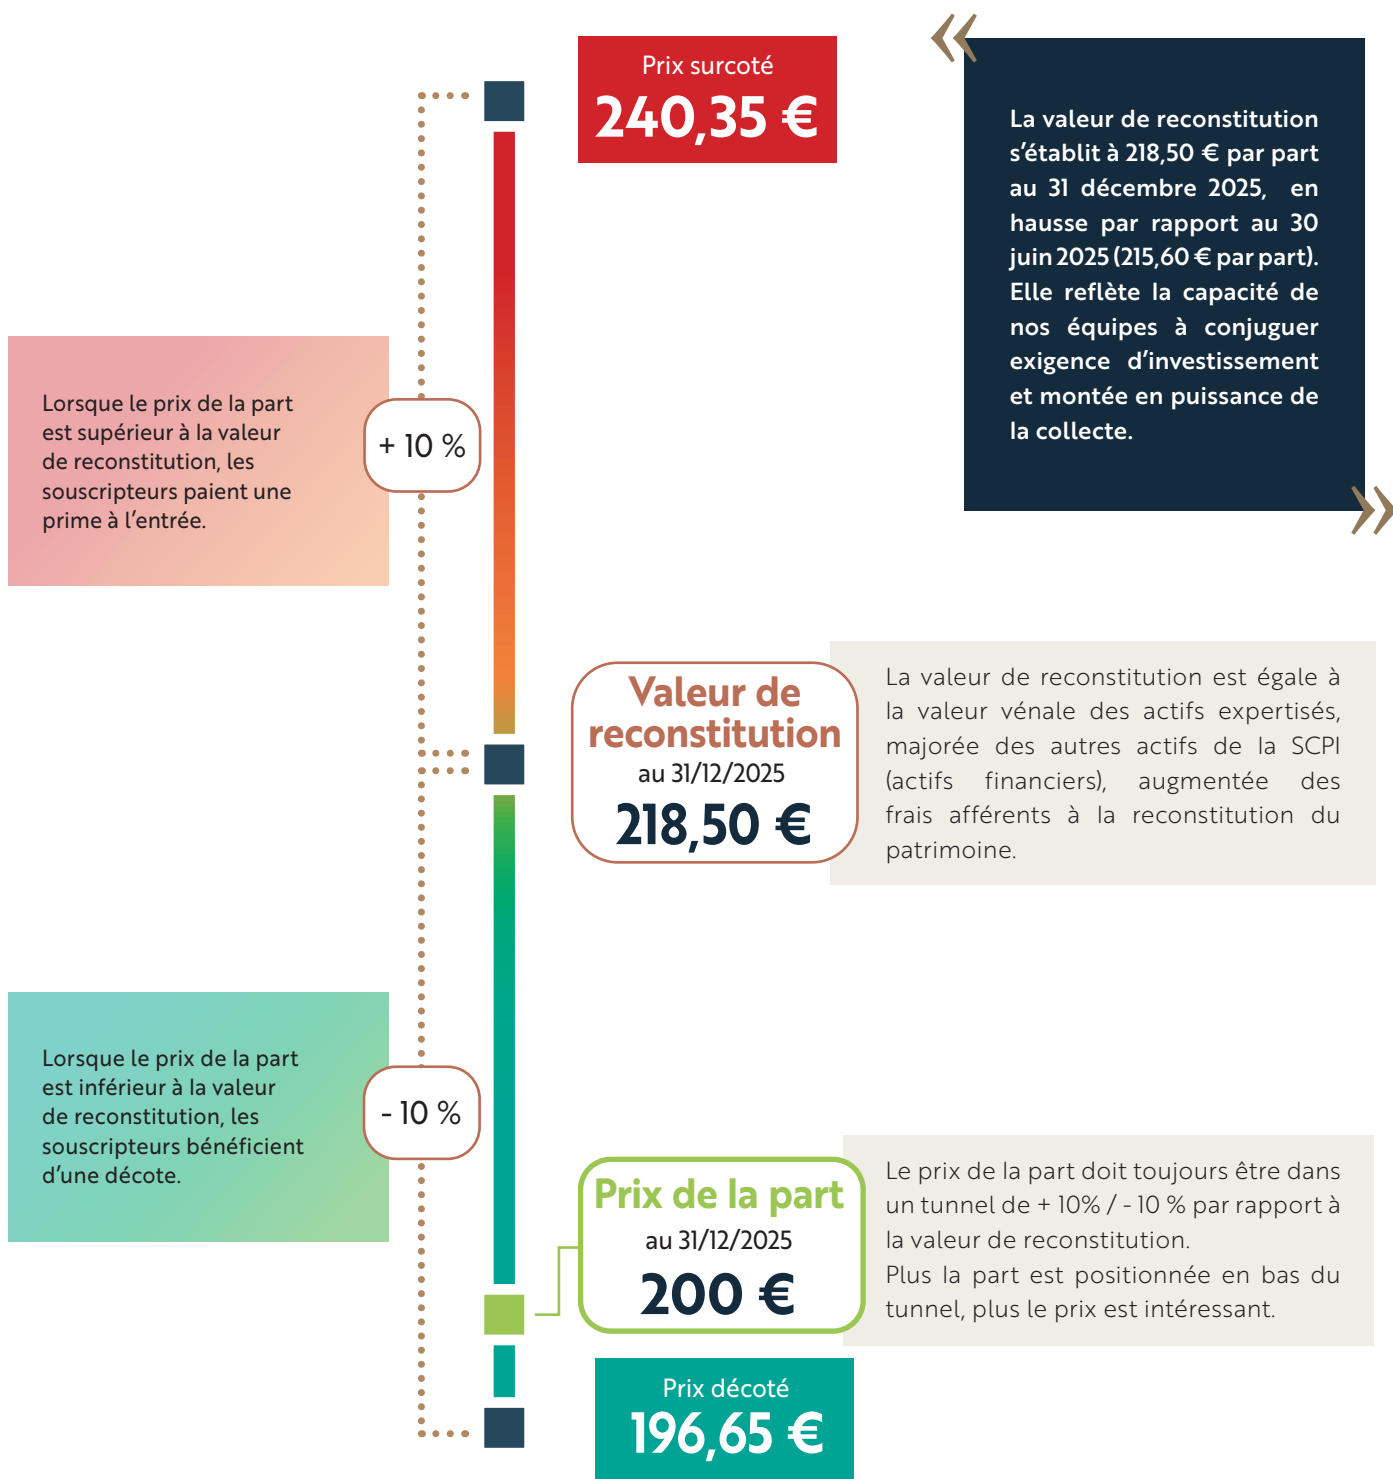 Prix surcoté
240,35 €
«
La valeur de reconstitution
s’établit à 218,50 € par part
au 31 décembre 2025, en
hausse par rapport au 30
juin 2025 (215,60 € par part).
Elle reflète la capacité de
nos équipes à conjuguer
exigence d’investissement
et montée en puissance de
la collecte.
»
Lorsque le prix de la part
est supérieur à la valeur
de reconstitution, les
souscripteurs paient une
prime à l’entrée.
+ 10 %
Valeur de
reconstitution
au 31/12/2025
218,50 €
La valeur de reconstitution est égale à
la valeur vénale des actifs expertisés,
majorée des autres actifs de la SCPI
(actifs financiers), augmentée des
frais afférents à la reconstitution du
patrimoine.
Lorsque le prix de la part
est inférieur à la valeur
de reconstitution, les
souscripteurs bénéficient
d’une décote.
- 10 %
Prix de la part
au 31/12/2025
200 €
Le prix de la part doit toujours être dans
un tunnel de + 10% / - 10 % par rapport à
la valeur de reconstitution.
Plus la part est positionnée en bas du
tunnel, plus le prix est intéressant.
Prix décoté
196,65 €